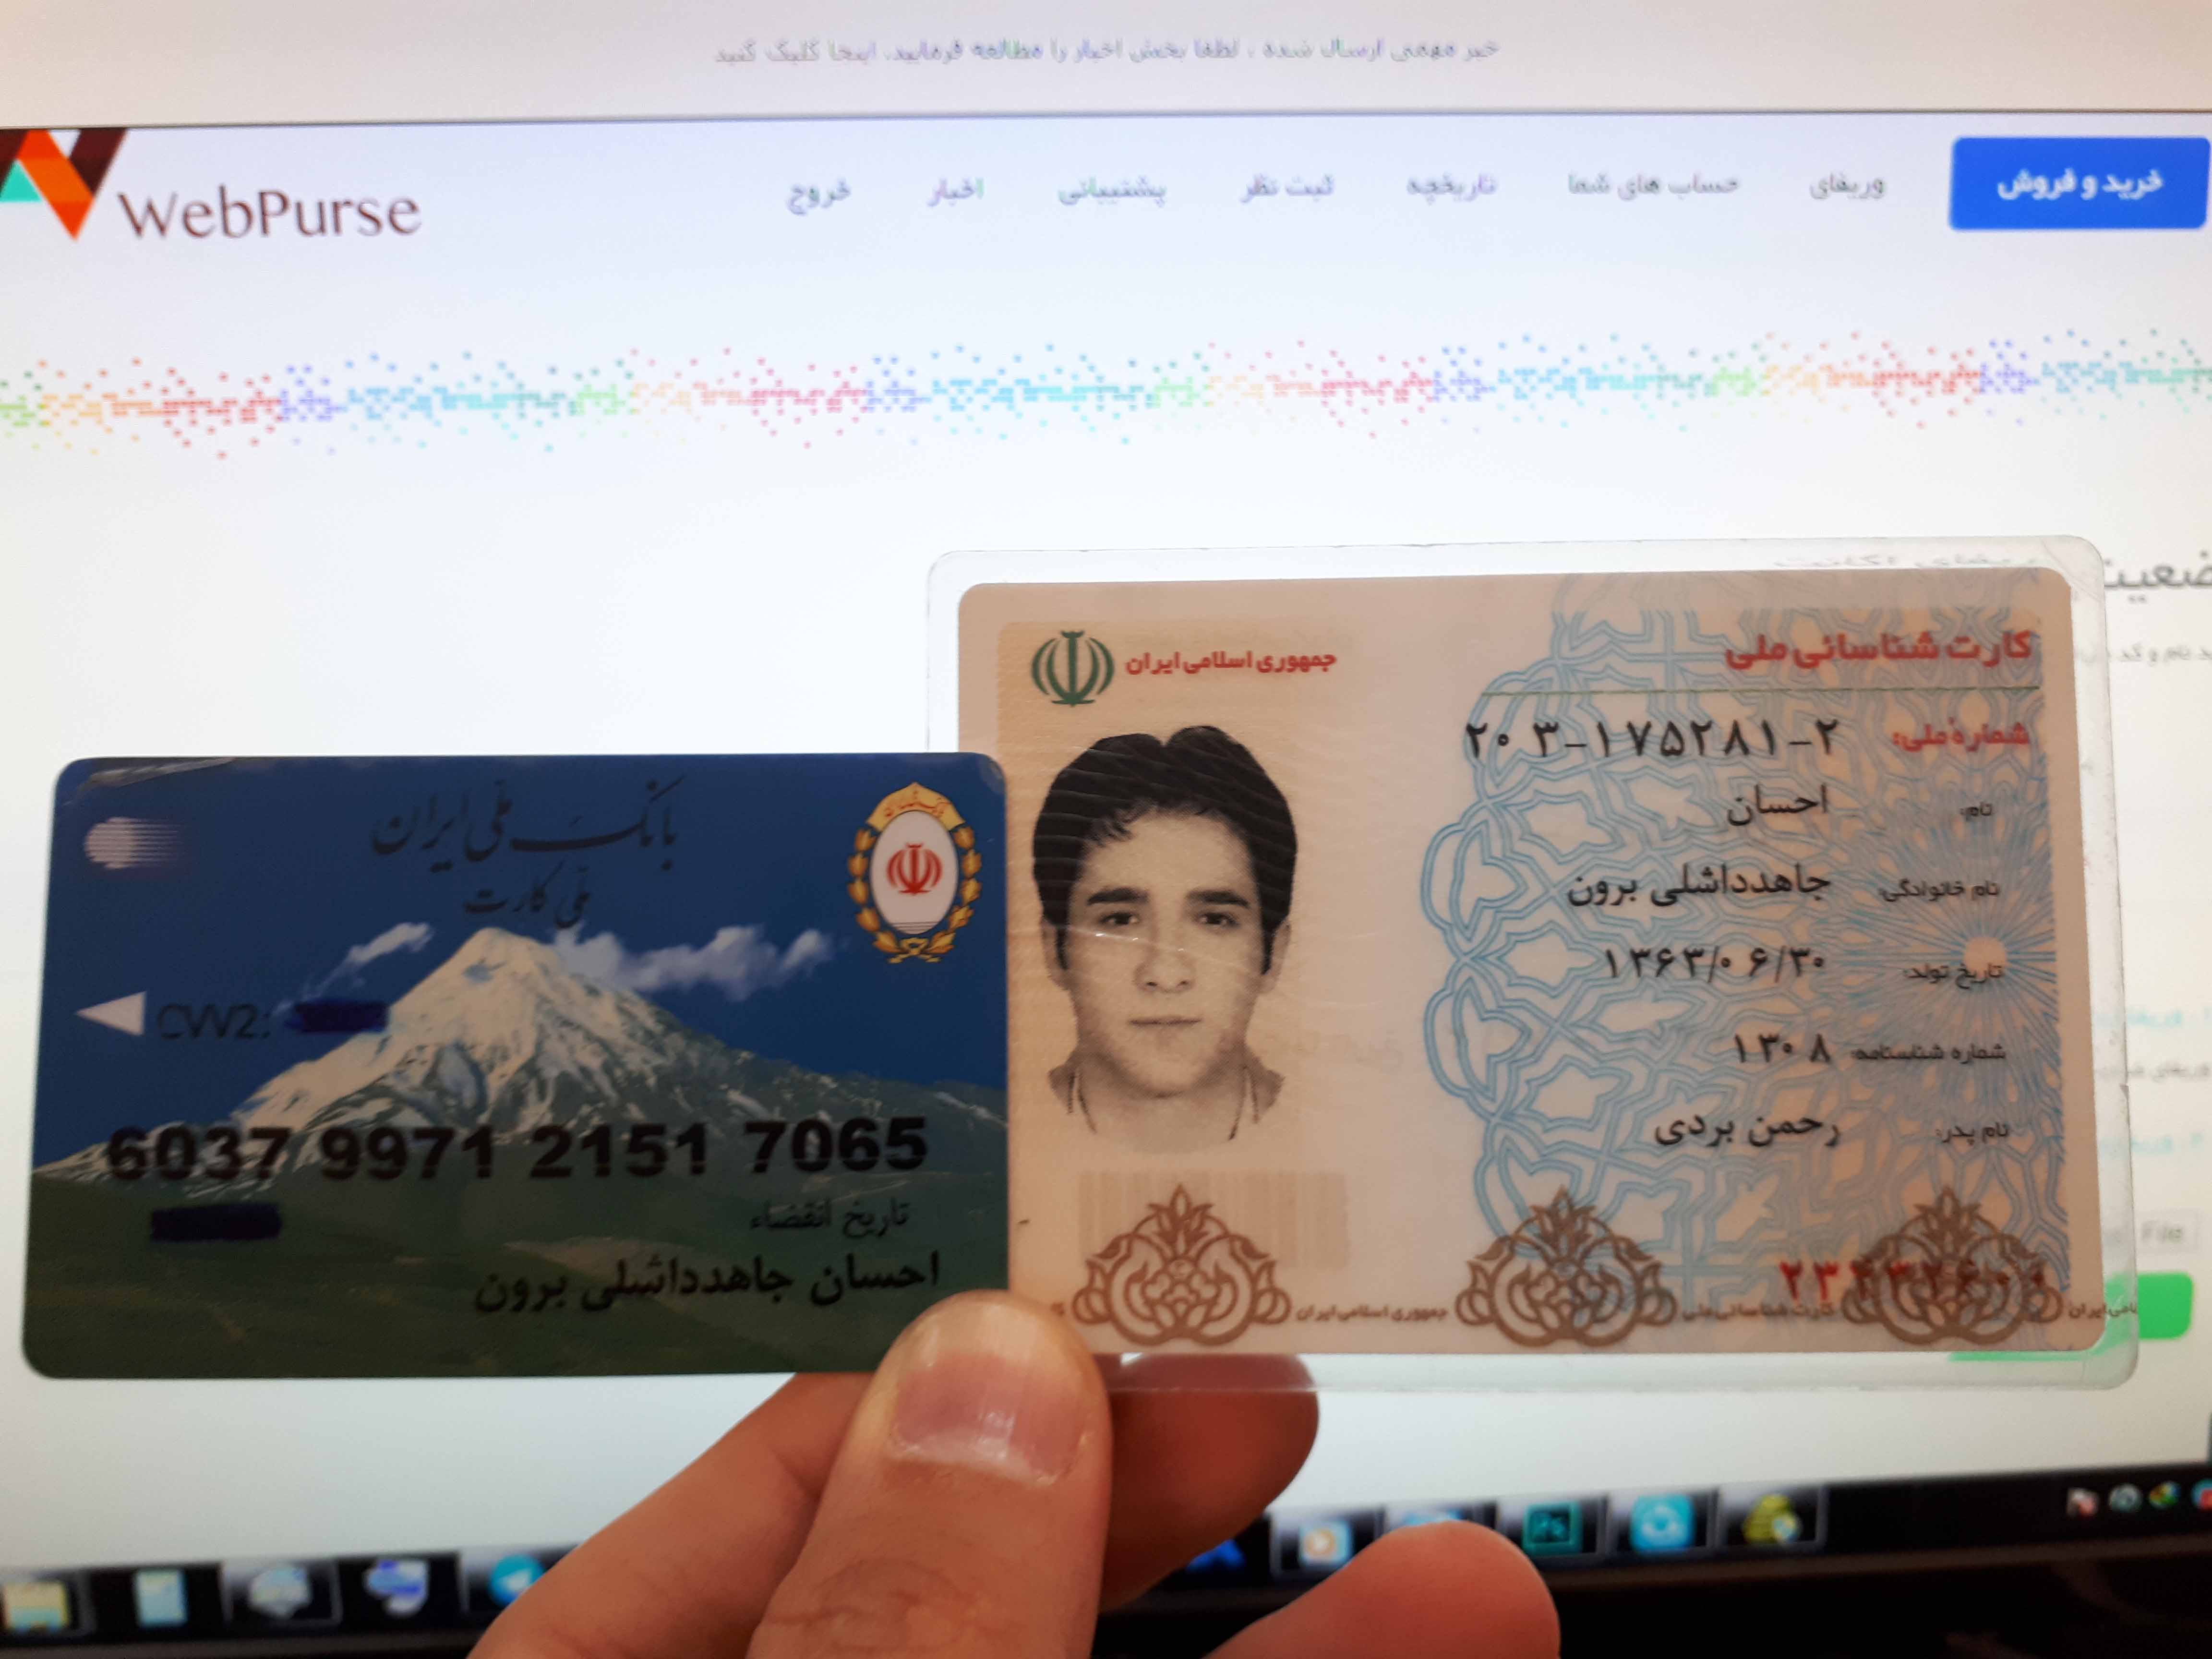 خبر مهمی ارسال شده ، لطفا بخش اخبار را مطالعه فرمایید. اینجا کلیک کنید
WebPurse
خرید و فروش وریفای حساب های شما تاریخچه ثبت نظر پشتیبانی اخبار خروج
جمهوری اسلامی ایران
کارت شناسائی ملی
شماره ملی: ۲۰۳-۱۷۵۲۸۱-۲
نام: احسان
نام خانوادگی: جاهدداشلی برون
تاریخ تولد: ۱۳۶۳/۰۶/۳۰
شماره شناسنامه: ۱۳۰۸
نام پدر: رحمن بردی
جمهوری اسلامی ایران کارت شناسائی ملی
بانک ملی ایران
ملی کارت
CVV2:
6037 9971 2151 7065
تاریخ انقضاء
احسان جاهدداشلی برون
File
Ps